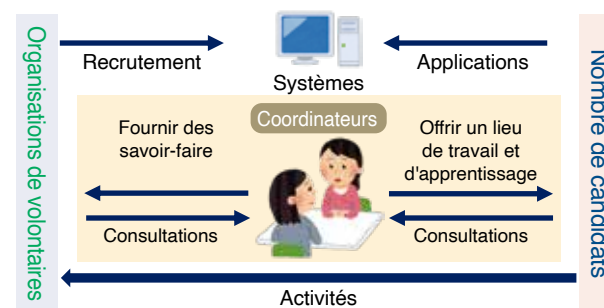 Organisations de volontaires
Recrutement
Systèmes
Applications
Nombre de candidats
Coordinateurs
Fournir des
savoir-faire
Offrir un lieu
de travail et
d'apprentissage
Consultations
Consultations
Activités